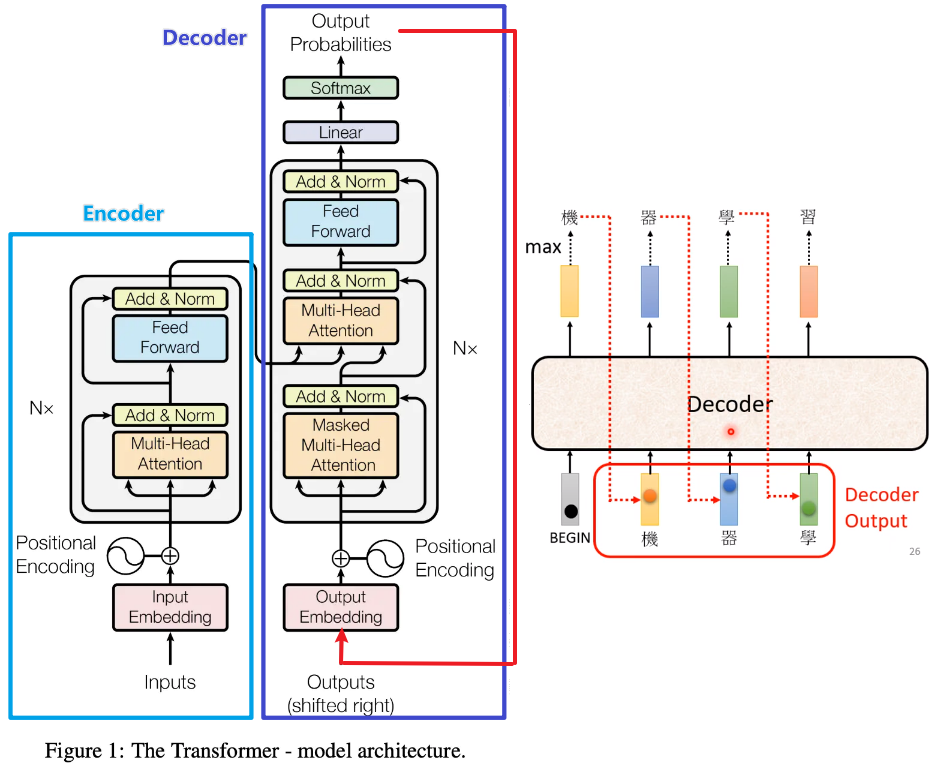 Decoder
Output
Probabilities
Softmax
Linear
Add & Norm
Feed
Forward
Add & Norm
Multi-Head
Attention
Add & Norm
Masked
Multi-Head
Attention
N×
Positional
Encoding
Output
Embedding
Outputs
(shifted right)
Encoder
Add & Norm
Feed
Forward
Add & Norm
Multi-Head
Attention
N×
Positional
Encoding
Input
Embedding
Inputs
機 器 學 習
max
Decoder
BEGIN 機 器 學
Decoder
Output
26
Figure 1: The Transformer - model architecture.